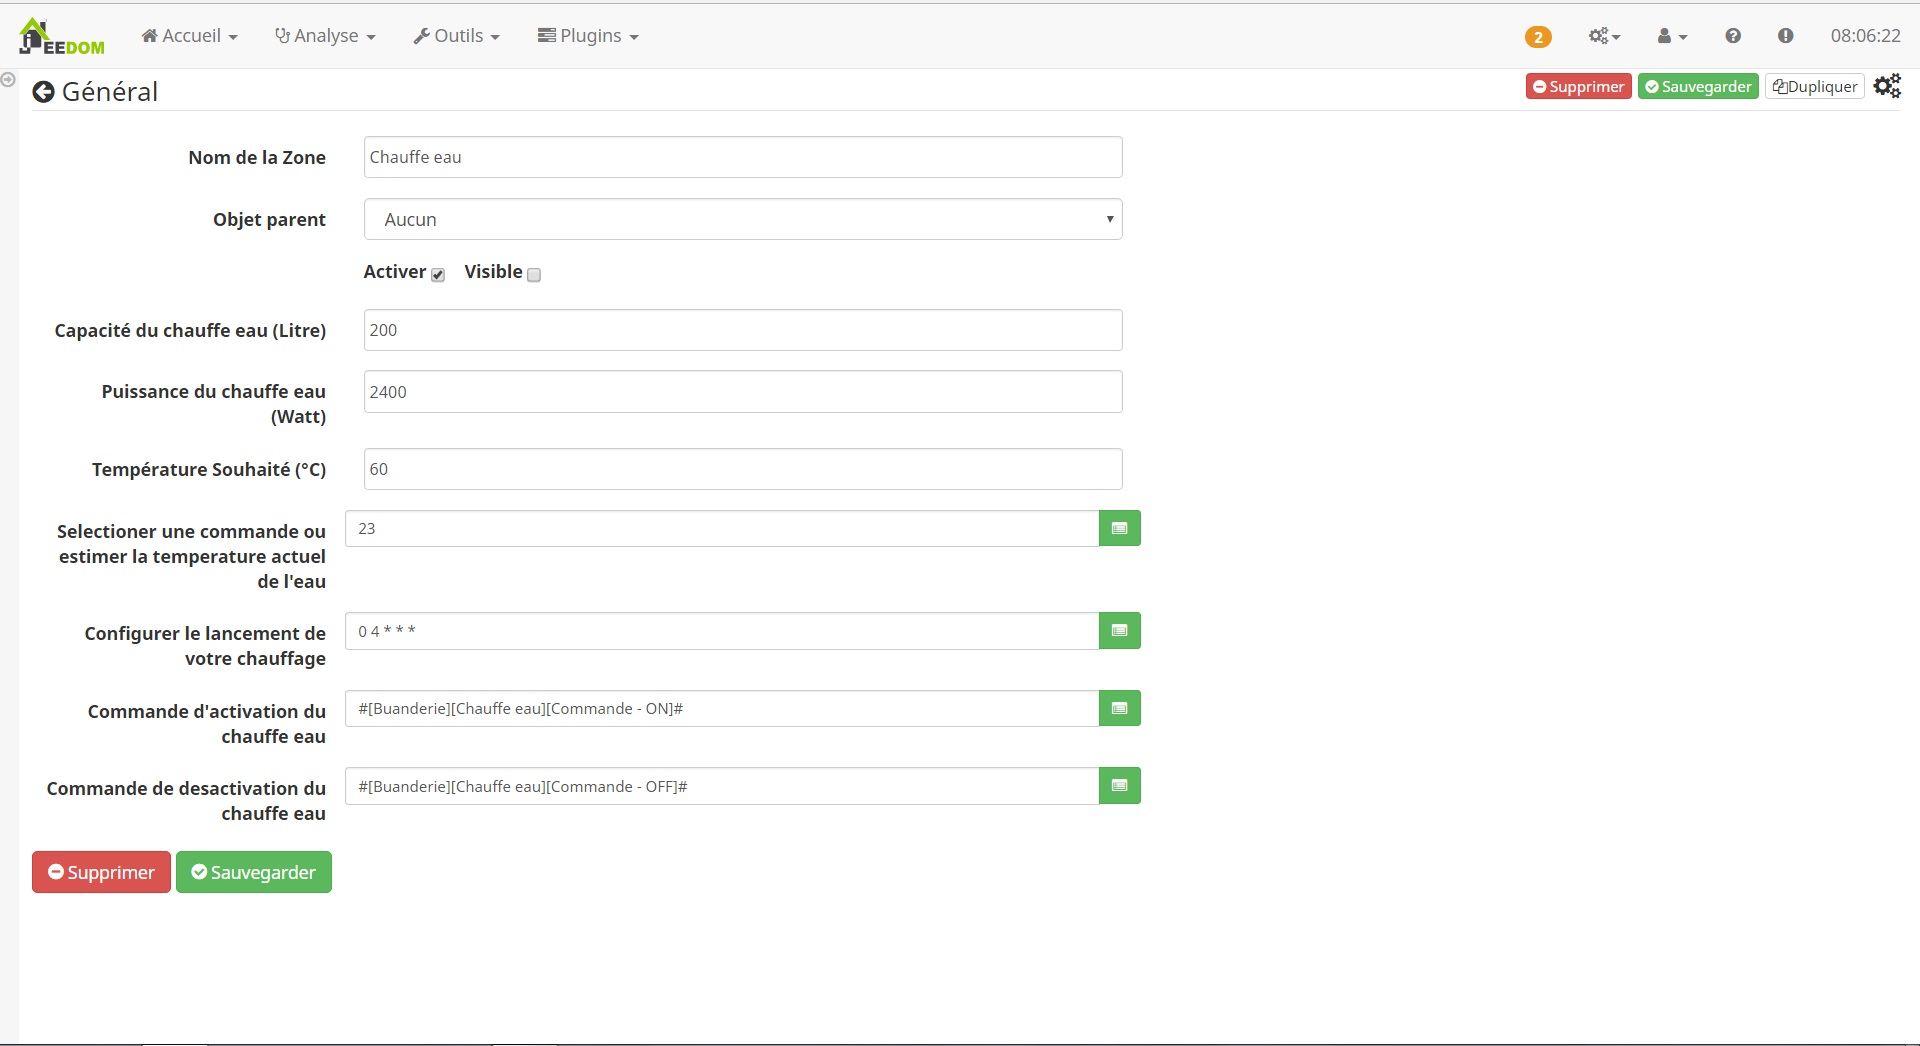 JEEDOM Accueil Analyse Outils Plugins 2 08:06:22
Général Supprimer Sauvegarder Dupliquer
Nom de la Zone Chauffe eau
Objet parent Aucun
Activer Visible
Capacité du chauffe eau (Litre) 200
Puissance du chauffe eau 2400
(Watt)
Température Souhaité (°C) 60
Selectioner une commande ou 23
estimer la temperature actuel
de l'eau
Configurer le lancement de 0 4 * * *
votre chauffage
Commande d'activation du #[Buanderie][Chauffe eau][Commande - ON]#
chauffe eau
Commande de desactivation du #[Buanderie][Chauffe eau][Commande - OFF]#
chauffe eau
Supprimer Sauvegarder